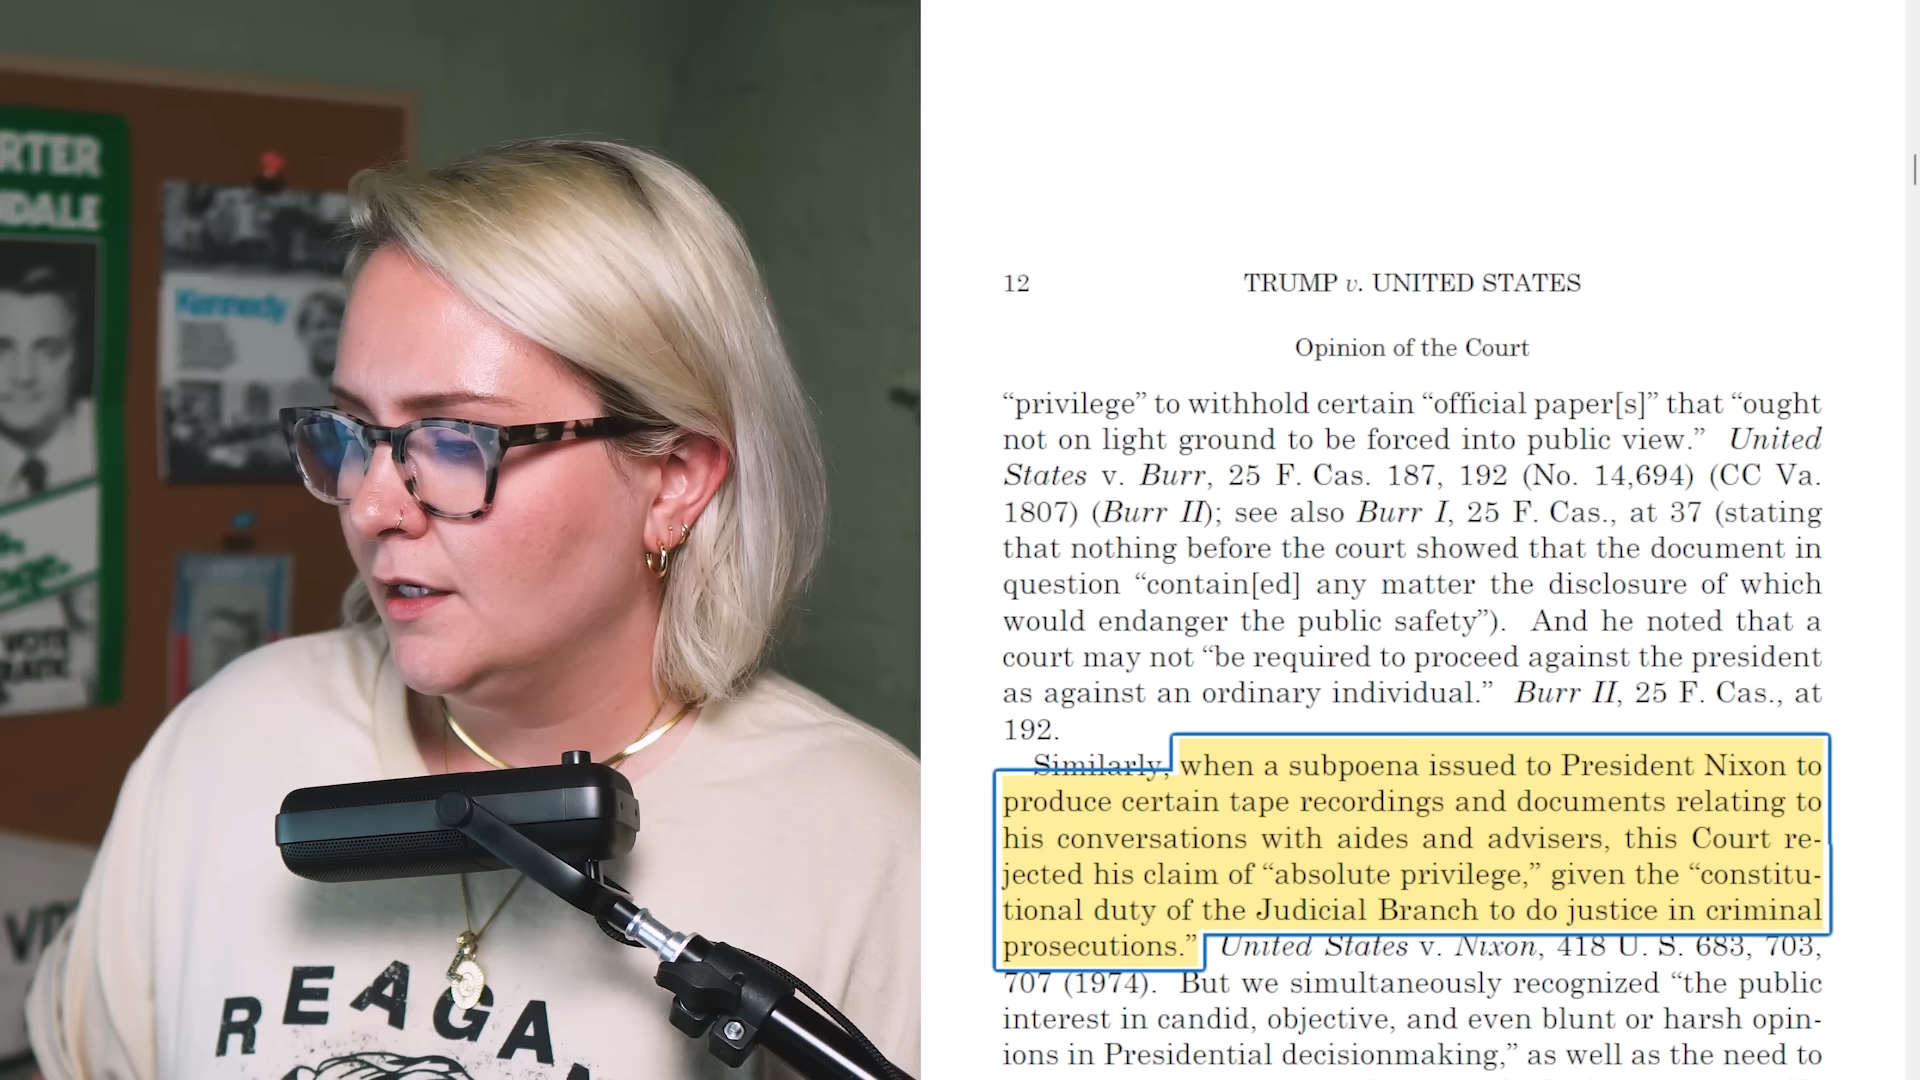 RTER
NDALE
Kennedy
VOTE
REAGA
12
TRUMP v. UNITED STATES
Opinion of the Court
“privilege” to withhold certain “official paper[s]” that “ought
not on light ground to be forced into public view.” United
States v. Burr, 25 F. Cas. 187, 192 (No. 14,694) (CC Va.
1807) (Burr II); see also Burr I, 25 F. Cas., at 37 (stating
that nothing before the court showed that the document in
question “contain[ed] any matter the disclosure of which
would endanger the public safety”). And he noted that a
court may not “be required to proceed against the president
as against an ordinary individual.” Burr II, 25 F. Cas., at
192.
Similarly, when a subpoena issued to President Nixon to
produce certain tape recordings and documents relating to
his conversations with aides and advisers, this Court re-
jected his claim of “absolute privilege,” given the “constitu-
tional duty of the Judicial Branch to do justice in criminal
prosecutions.” United States v. Nixon, 418 U. S. 683, 703,
707 (1974). But we simultaneously recognized “the public
interest in candid, objective, and even blunt or harsh opin-
ions in Presidential decisionmaking,” as well as the need to